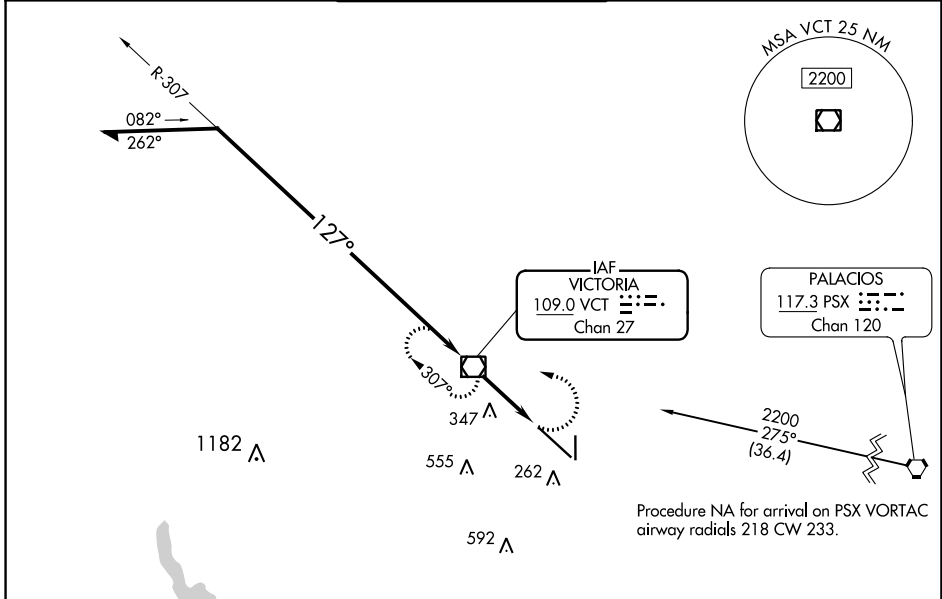 MSA VCT 25 NM
2200
R-307
082°
262°
127°
IAF
VICTORIA
109.0 VCT
Chan 27
PALACIOS
117.3 PSX
Chan 120
307°
347
2200
275°
(36.4)
1182
555
262
Procedure NA for arrival on PSX VORTAC
airway radials 218 CW 233.
592